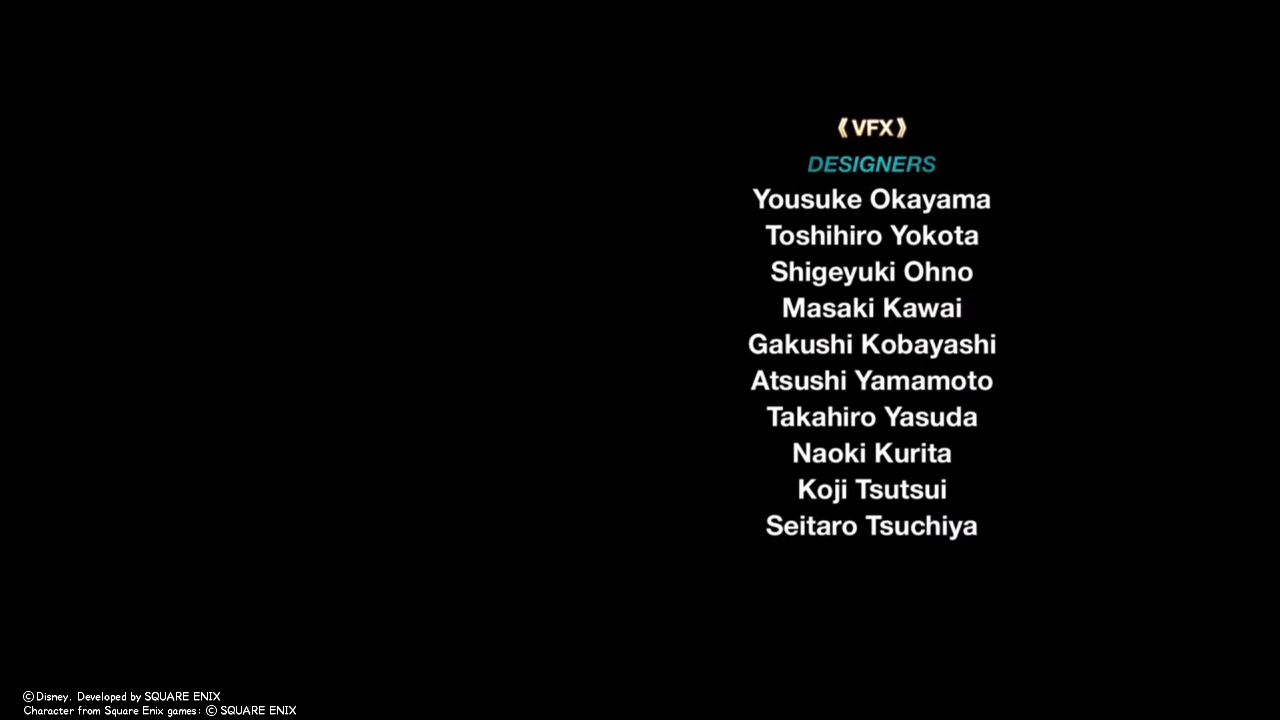 《VFX》
DESIGNERS
Yousuke Okayama
Toshihiro Yokota
Shigeyuki Ohno
Masaki Kawai
Gakushi Kobayashi
Atsushi Yamamoto
Takahiro Yasuda
Naoki Kurita
Koji Tsutsui
Seitaro Tsuchiya
©Disney. Developed by SQUARE ENIX
Character from Square Enix games: © SQUARE ENIX